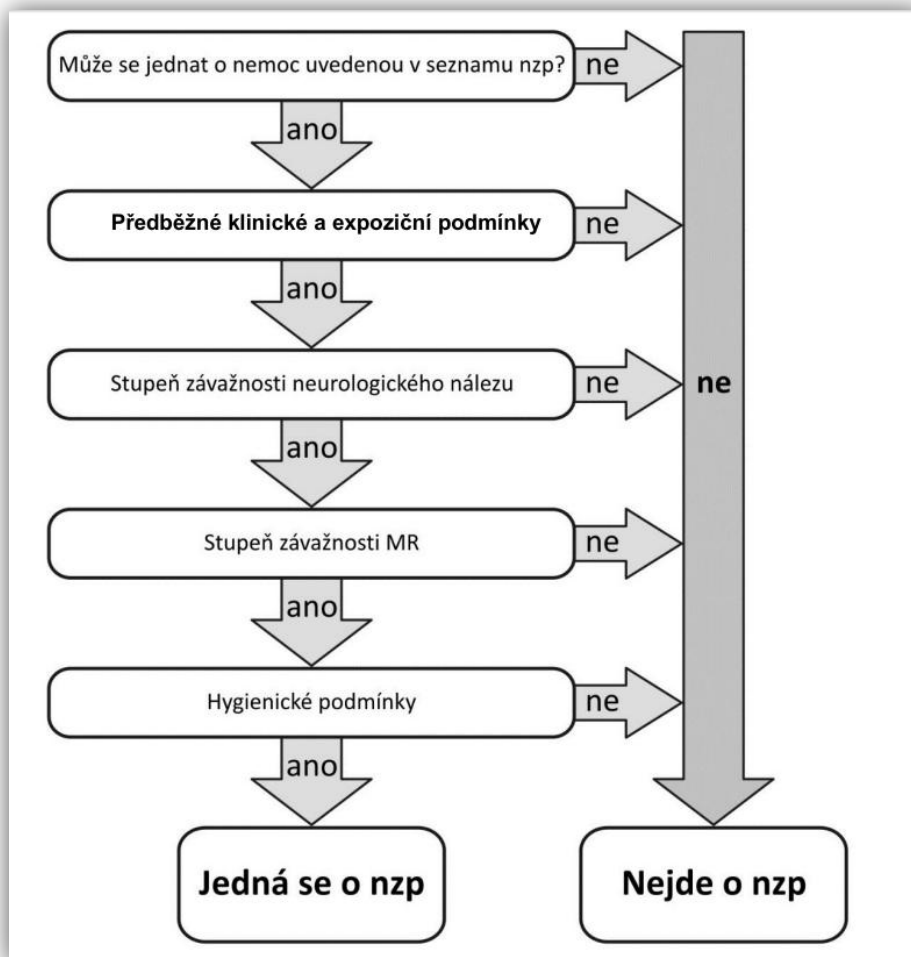 Může se jednat o nemoc uvedenou v seznamu nzp?
ne
ano
Předběžné klinické a expoziční podmínky
ne
ano
Stupeň závažnosti neurologického nálezu
ne
ne
ano
Stupeň závažnosti MR
ne
ano
Hygienické podmínky
ne
ano
Jedná se o nzp
Nejde o nzp